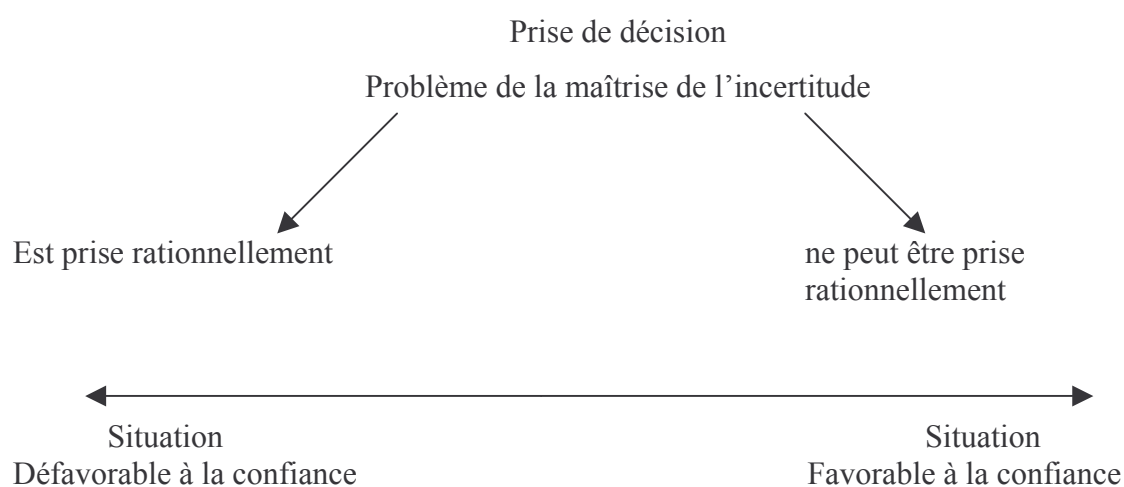 Prise de décision
Problème de la maîtrise de l’incertitude
Est prise rationnellement
ne peut être prise
rationnellement
Situation
Défavorable à la confiance
Situation
Favorable à la confiance